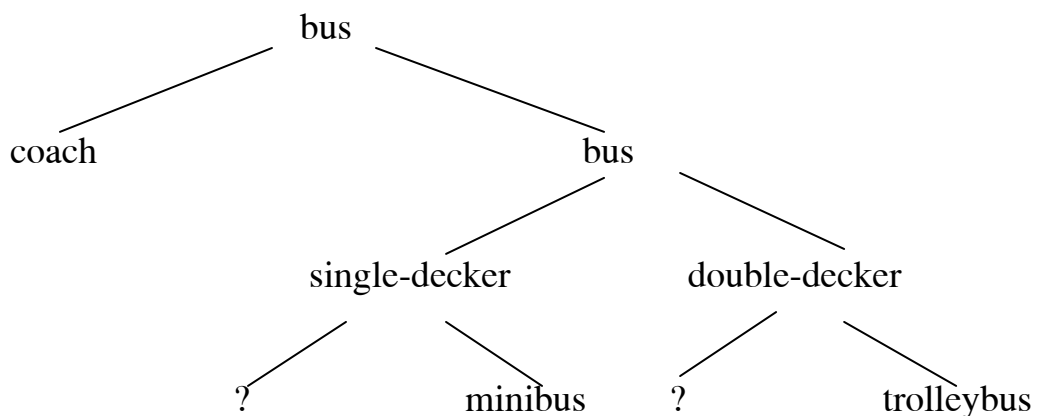 bus
coach bus
single-decker double-decker
? minibus ? trolleybus